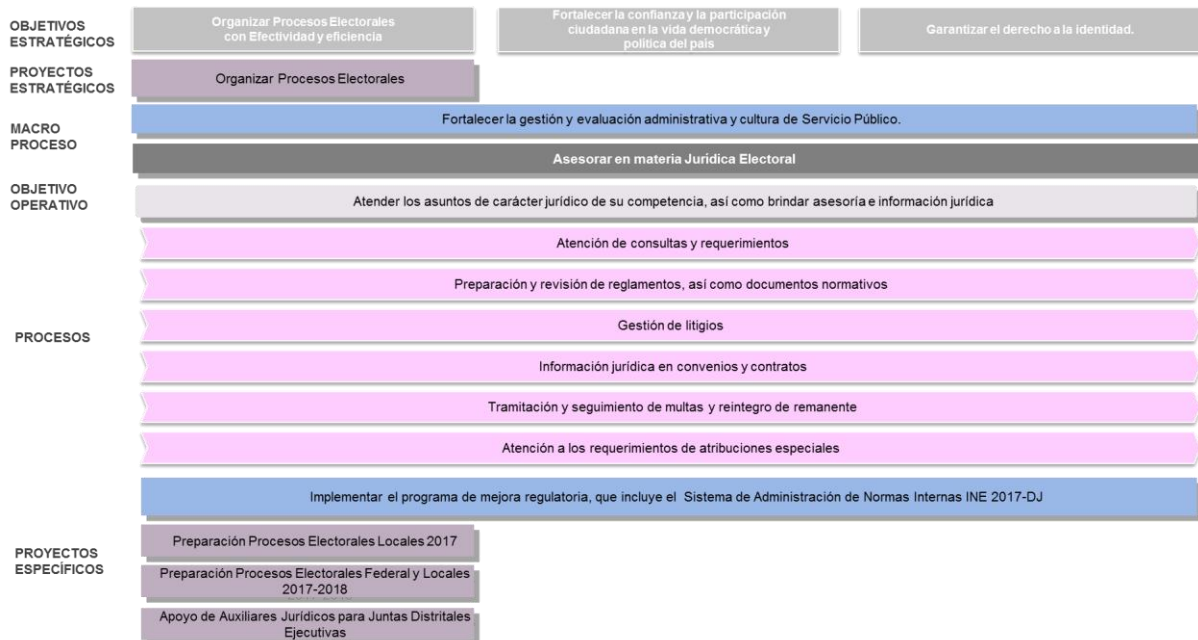 OBJETIVOS
ESTRATÉGICOS
Organizar Procesos Electorales
con Efectividad y eficiencia
Fortalecer la confianza y la participación
ciudadana en la vida democrática y
política del país
Garantizar el derecho a la identidad.
PROYECTOS
ESTRATÉGICOS
Organizar Procesos Electorales
MACRO
PROCESO
Fortalecer la gestión y evaluación administrativa y cultura de Servicio Público.
Asesorar en materia Jurídica Electoral
OBJETIVO
OPERATIVO
Atender los asuntos de carácter jurídico de su competencia, así como brindar asesoría e información jurídica
PROCESOS
Atención de consultas y requerimientos
Preparación y revisión de reglamentos, así como documentos normativos
Gestión de litigios
Información jurídica en convenios y contratos
Tramitación y seguimiento de multas y reintegro de remanente
Atención a los requerimientos de atribuciones especiales
Implementar el programa de mejora regulatoria, que incluye el Sistema de Administración de Normas Internas INE 2017-DJ
PROYECTOS
ESPECÍFICOS
Preparación Procesos Electorales Locales 2017
Preparación Procesos Electorales Federal y Locales
2017-2018
Apoyo de Auxiliares Jurídicos para Juntas Distritales
Ejecutivas